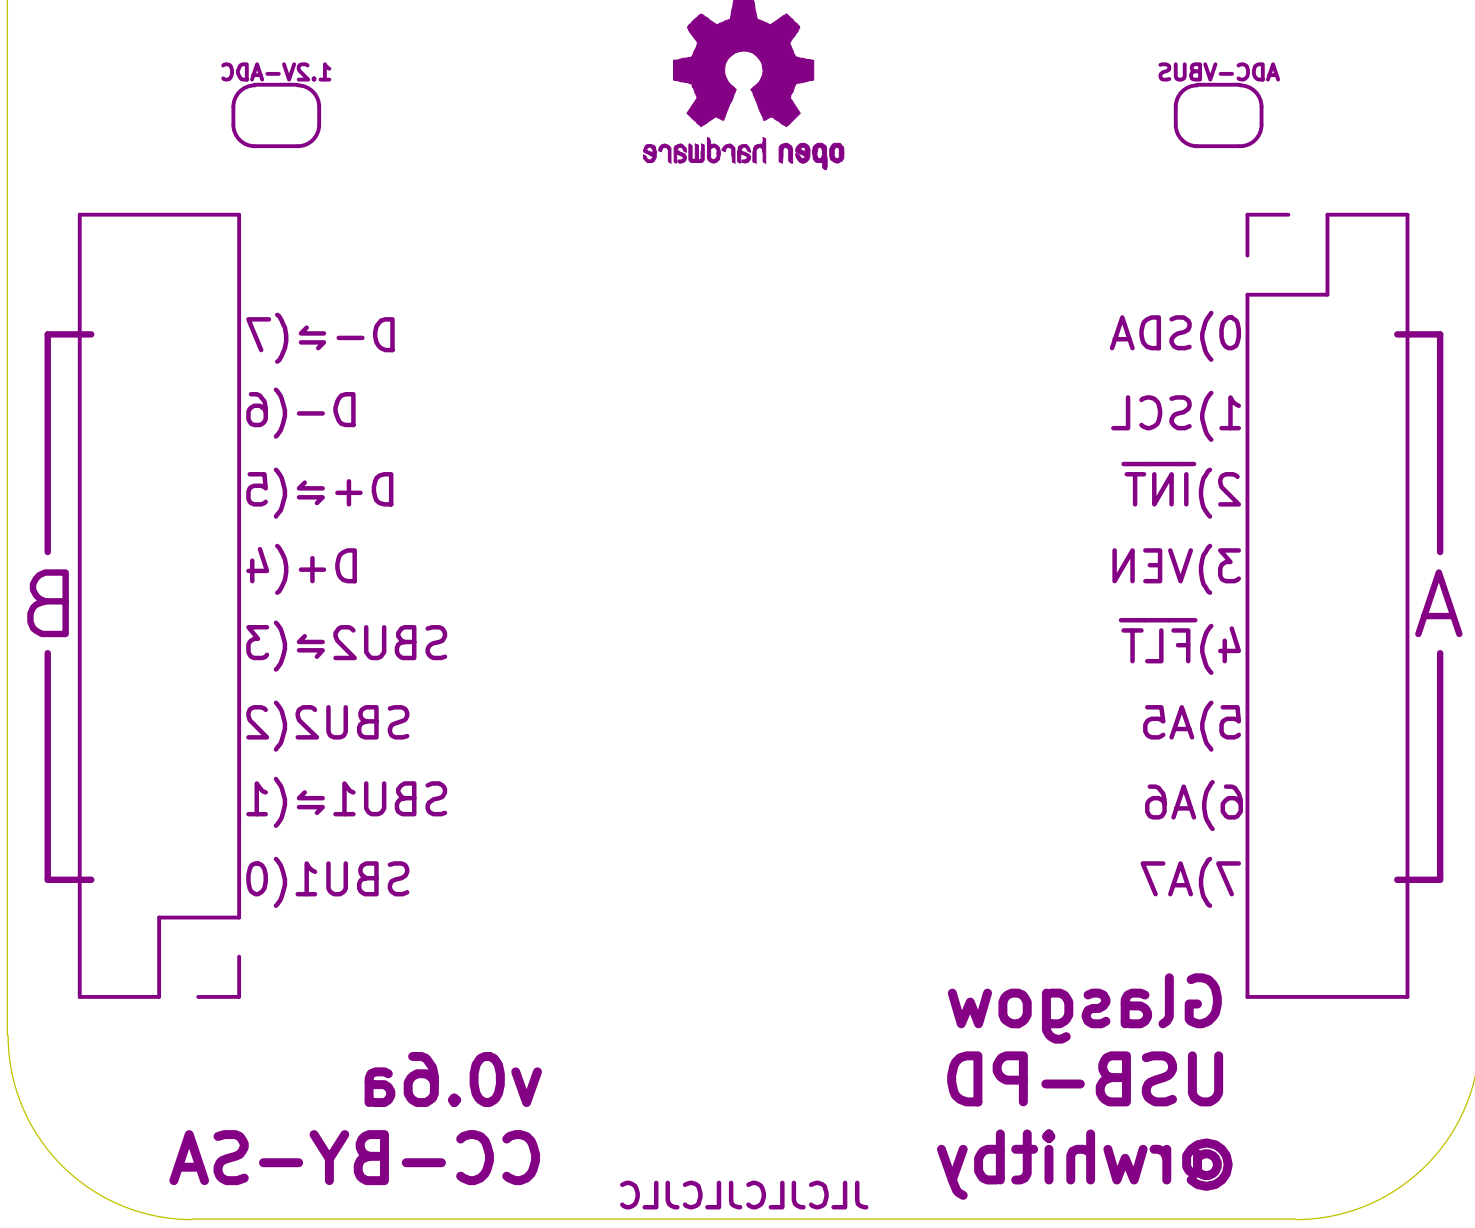 ADC-VBUS
open hardware
1.2V-ADC
0)SDA
1)SCL
2)INT
3)VEN
4)FLT
5)A5
6)A6
7)A7
A
D-⇌(7
D-(6
D+⇌(5
D+(4
SBU2⇌(3
SBU2(2
SBU1⇌(1
SBU1(0
B
Glasgow
USB-PD
@rwhitby
v0.6a
CC-BY-SA
JLCJLCJLCJLC